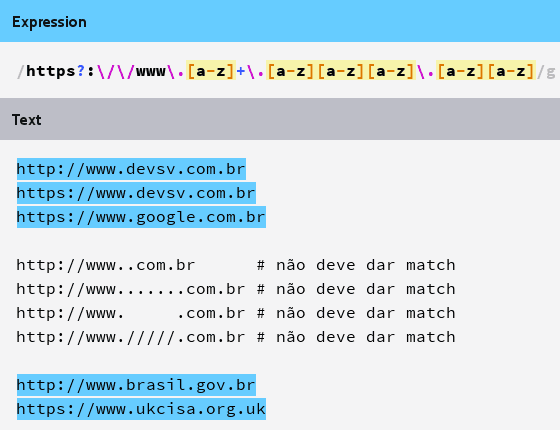 Expression
/https?:\/\/www\.[a-z]+\.[a-z][a-z][a-z]\.[a-z][a-z]/g
Text
http://www.devsv.com.br
https://www.devsv.com.br
https://www.google.com.br
http://www..com.br      # não deve dar match
http://www.......com.br # não deve dar match
http://www.     .com.br # não deve dar match
http://www./////.com.br # não deve dar match
http://www.brasil.gov.br
https://www.ukcisa.org.uk